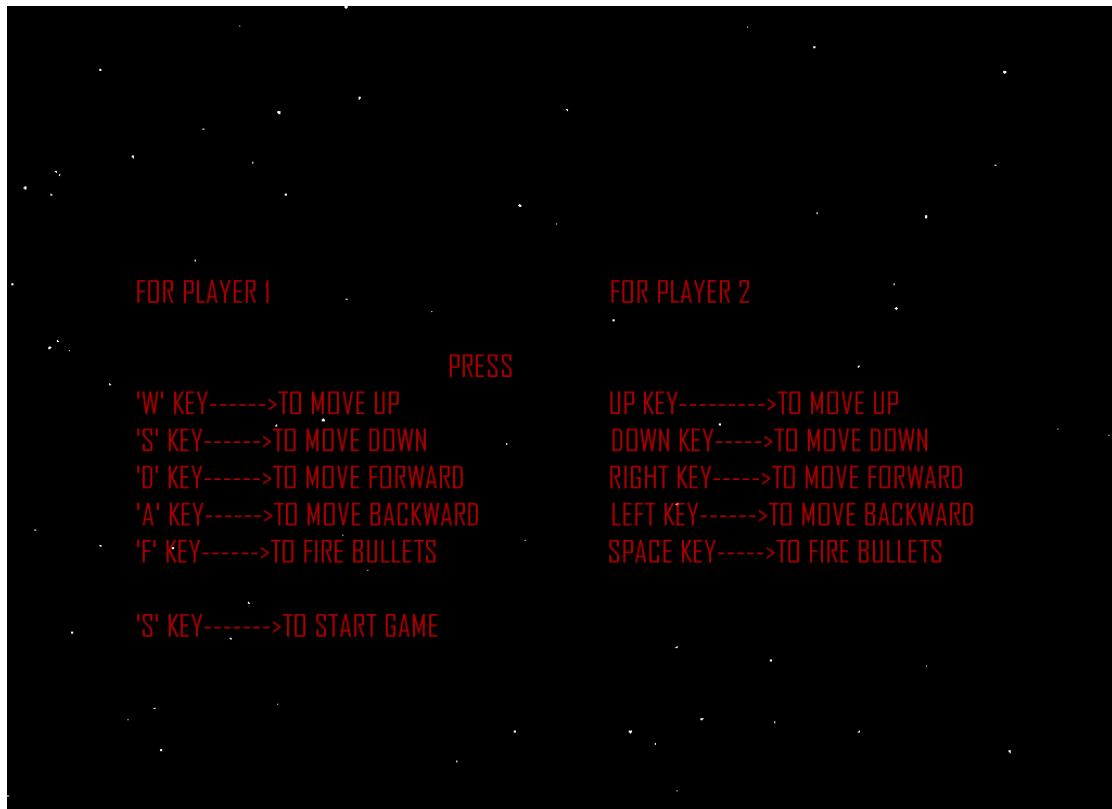 FOR PLAYER 1 FOR PLAYER 2
PRESS
'W' KEY------>TO MOVE UP UP KEY--------->TO MOVE UP
'S' KEY------>TO MOVE DOWN DOWN KEY----->TO MOVE DOWN
'D' KEY------>TO MOVE FORWARD RIGHT KEY----->TO MOVE FORWARD
'A' KEY------>TO MOVE BACKWARD LEFT KEY------>TO MOVE BACKWARD
'F' KEY------>TO FIRE BULLETS SPACE KEY----->TO FIRE BULLETS
'S' KEY------->TO START GAME